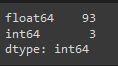 float64    93
int64       3
dtype: int64